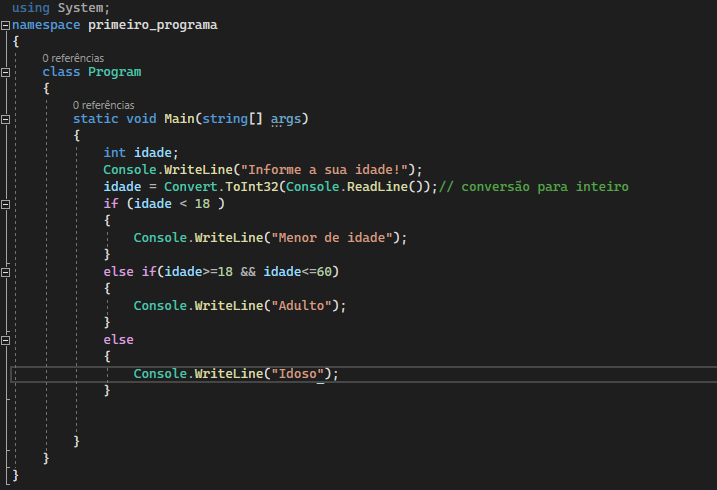 using System;
namespace primeiro_programa
{
0 referências
class Program
{
0 referências
static void Main(string[] args)
{
int idade;
Console.WriteLine("Informe a sua idade!");
idade = Convert.ToInt32(Console.ReadLine());// conversão para inteiro
if (idade < 18 )
{
Console.WriteLine("Menor de idade");
}
else if(idade>=18 && idade<=60)
{
Console.WriteLine("Adulto");
}
else
{
Console.WriteLine("Idoso");
}
}
}
}